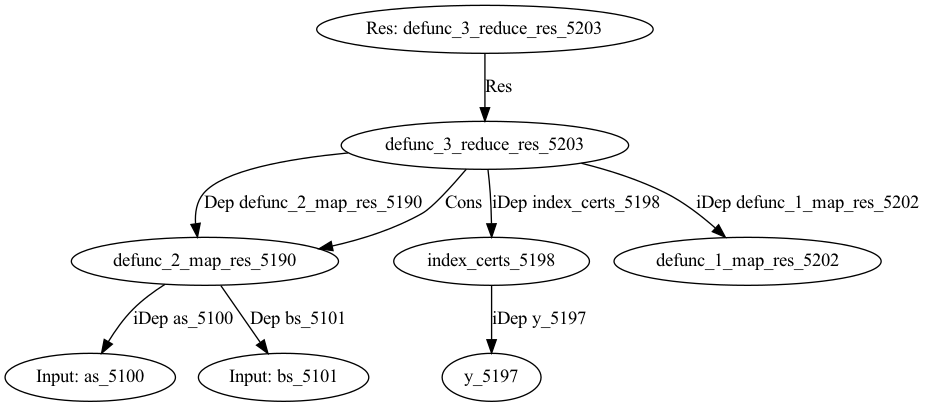 Res: defunc_3_reduce_res_5203
Res
defunc_3_reduce_res_5203
Dep defunc_2_map_res_5190
Cons
iDep index_certs_5198
iDep defunc_1_map_res_5202
defunc_2_map_res_5190
index_certs_5198
defunc_1_map_res_5202
iDep as_5100
Dep bs_5101
iDep y_5197
Input: as_5100
Input: bs_5101
y_5197